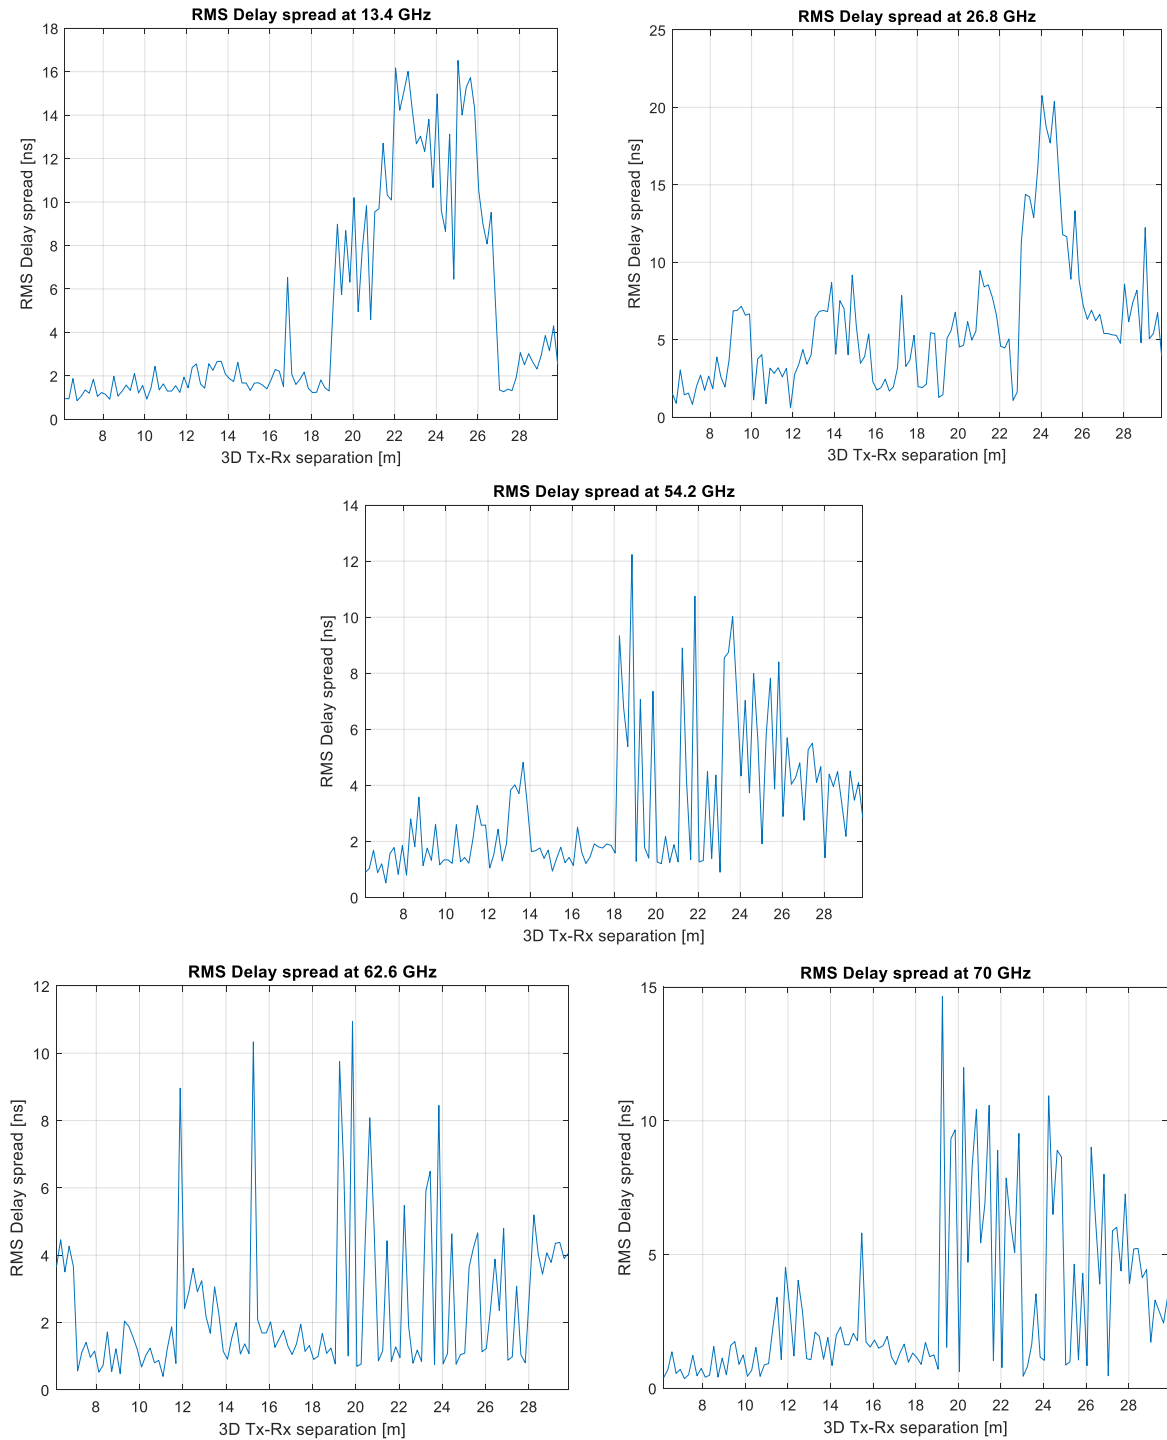 RMS Delay spread at 13.4 GHz
18
16
14
12
10
8
6
4
2
0
RMS Delay spread [ns]
8 10 12 14 16 18 20 22 24 26 28
3D Tx-Rx separation [m]
RMS Delay spread at 26.8 GHz
25
20
15
10
5
0
RMS Delay spread [ns]
8 10 12 14 16 18 20 22 24 26 28
3D Tx-Rx separation [m]
RMS Delay spread at 54.2 GHz
14
12
10
8
6
4
2
0
RMS Delay spread [ns]
8 10 12 14 16 18 20 22 24 26 28
3D Tx-Rx separation [m]
RMS Delay spread at 62.6 GHz
12
10
8
6
4
2
0
RMS Delay spread [ns]
8 10 12 14 16 18 20 22 24 26 28
3D Tx-Rx separation [m]
RMS Delay spread at 70 GHz
15
10
5
0
RMS Delay spread [ns]
8 10 12 14 16 18 20 22 24 26 28
3D Tx-Rx separation [m]